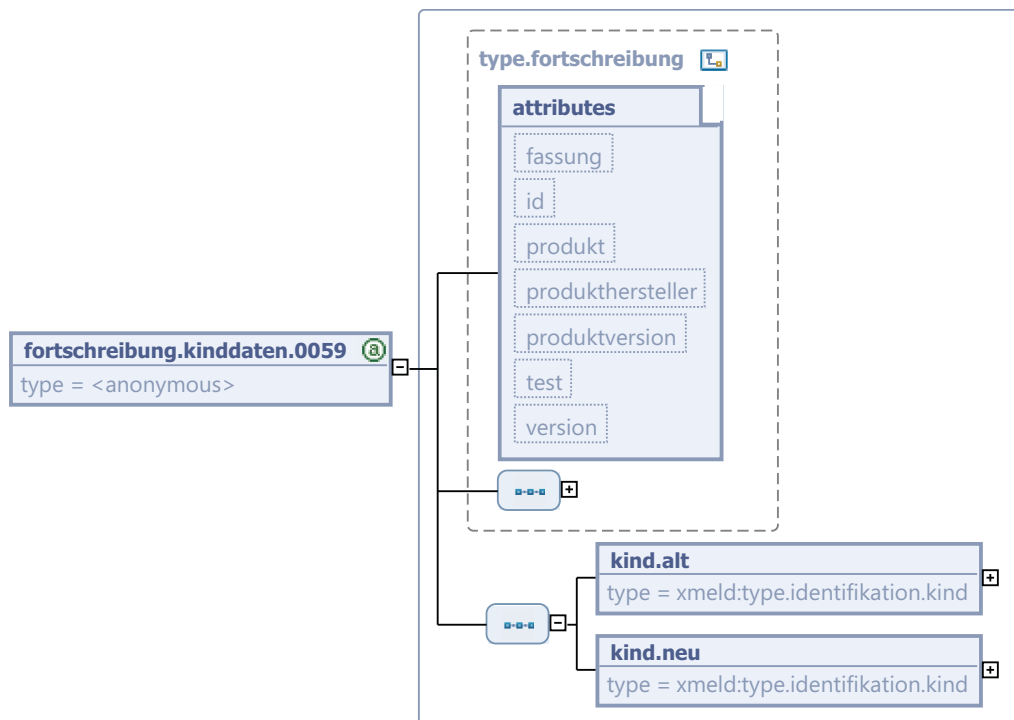 type.fortschreibung
attributes
fassung
id
produkt
produkthersteller
produktversion
test
version
fortschreibung.kinddaten.0059
type = <anonymous>
kind.alt
type = xmeld:type.identifikation.kind
kind.neu
type = xmeld:type.identifikation.kind